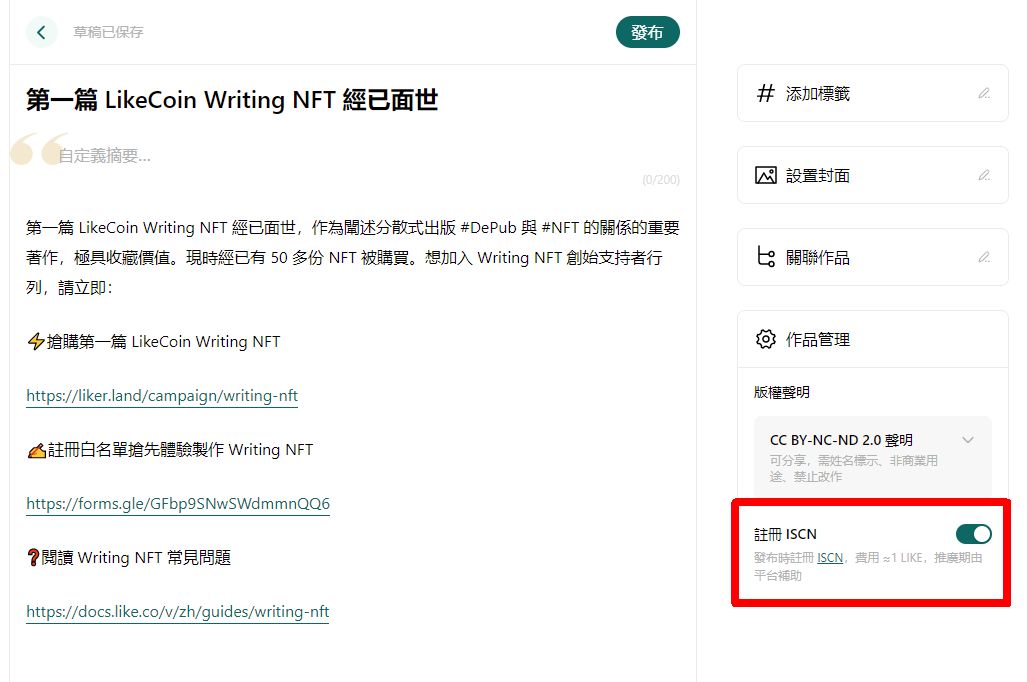 草稿已保存
發布
第一篇 LikeCoin Writing NFT 經已面世
自定義摘要...
(0/200)
第一篇 LikeCoin Writing NFT 經已面世，作為闡述分散式出版 #DePub 與 #NFT 的關係的重要
著作，極具收藏價值。現時經已有 50 多份 NFT 被購買。想加入 Writing NFT 創始支持者行
列，請立即：
⚡搶購第一篇 LikeCoin Writing NFT
https://liker.land/campaign/writing-nft
✍註冊白名單搶先體驗製作 Writing NFT
https://forms.gle/GFbp9SNwSWdmmnQQ6
❓閱讀 Writing NFT 常見問題
https://docs.like.co/v/zh/guides/writing-nft
添加標籤
設置封面
關聯作品
作品管理
版權聲明
CC BY-NC-ND 2.0 聲明
可分享，需姓名標示、非商業用
途、禁止改作
註冊 ISCN
發布時註冊 ISCN，費用 ≈1 LIKE，推廣期由
平台補助